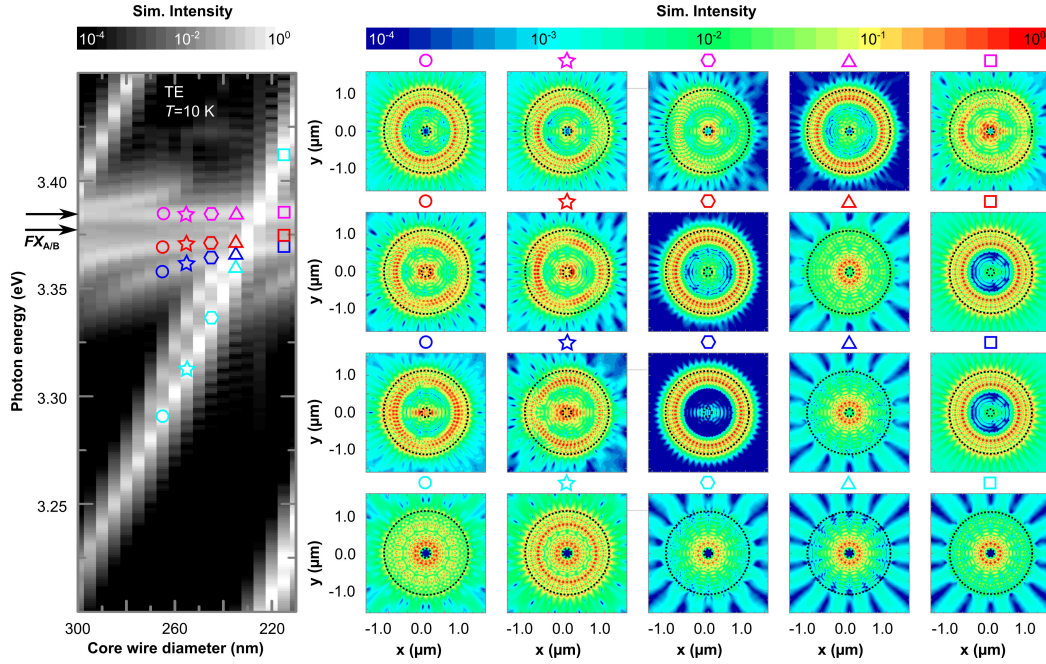 Sim. Intensity
10⁻⁴ 10⁻² 10⁰
TE
T=10 K
FX_A/B
Photon energy (eV)
3.40
3.35
3.30
3.25
300 260 220
Core wire diameter (nm)
Sim. Intensity
10⁻⁴ 10⁻³ 10⁻² 10⁻¹ 10⁰
y (µm)
1.0
0.0
-1.0
y (µm)
1.0
0.0
-1.0
y (µm)
1.0
0.0
-1.0
y (µm)
1.0
0.0
-1.0
-1.0 0.0 1.0 -1.0 0.0 1.0 -1.0 0.0 1.0 -1.0 0.0 1.0 -1.0 0.0 1.0
x (µm) x (µm) x (µm) x (µm) x (µm)